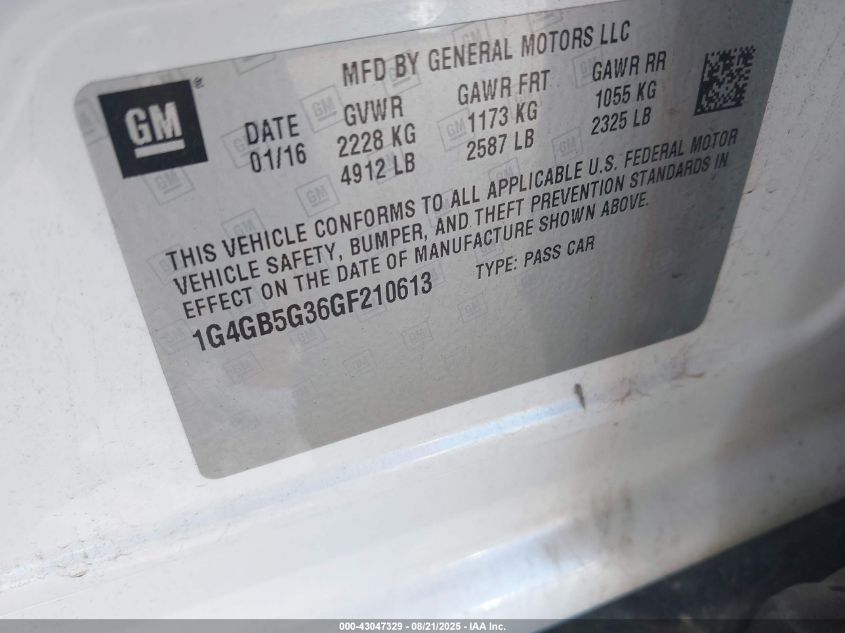 GM
®
MFD BY GENERAL MOTORS LLC
DATE GVWR GAWR FRT GAWR RR
01/16 2228 KG 1173 KG 1055 KG
4912 LB 2587 LB 2325 LB
THIS VEHICLE CONFORMS TO ALL APPLICABLE U.S. FEDERAL MOTOR
VEHICLE SAFETY, BUMPER, AND THEFT PREVENTION STANDARDS IN
EFFECT ON THE DATE OF MANUFACTURE SHOWN ABOVE.
1G4GB5G36GF210613 TYPE: PASS CAR
000-43047329 - 08/21/2025 - IAA Inc.